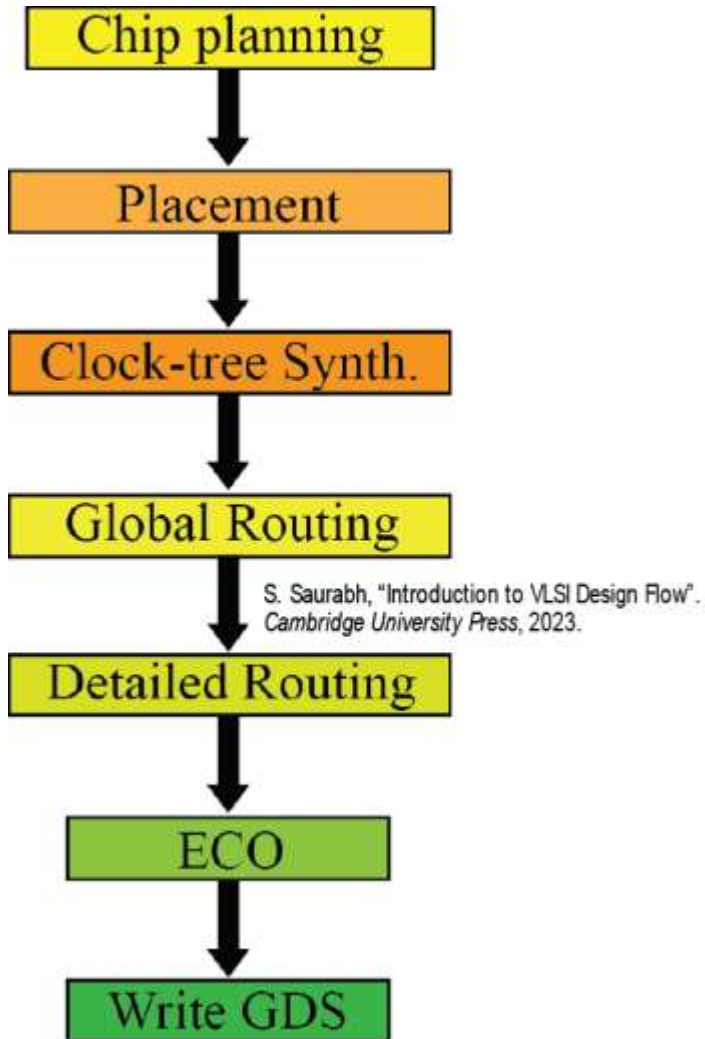 Chip planning
Placement
Clock-tree Synth.
Global Routing
S. Saurabh, “Introduction to VLSI Design Flow”.
Cambridge University Press, 2023.
Detailed Routing
ECO
Write GDS